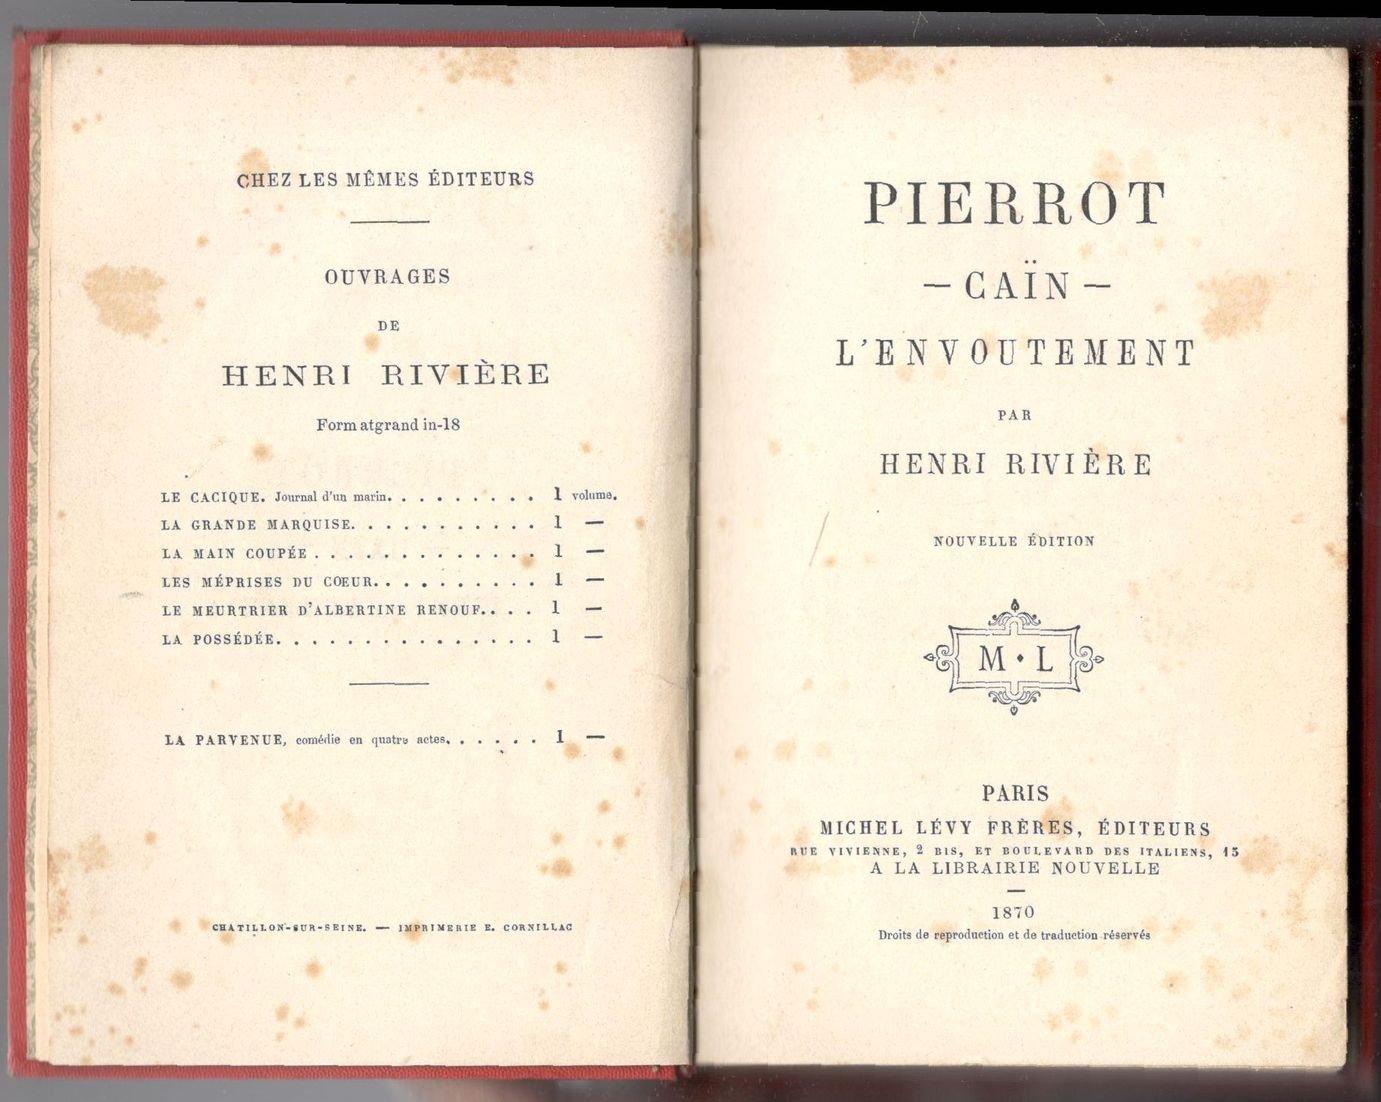 CHEZ LES MÊMES ÉDITEURS
OUVRAGES
DE
HENRI RIVIÈRE
Format grand in-18
LE CACIQUE. Journal d'un marin. . . . . . . . . . 1 volume.
LA GRANDE MARQUISE. . . . . . . . . . . . 1 —
LA MAIN COUPÉE . . . . . . . . . . . . . 1 —
LES MÉPRISES DU CŒUR. . . . . . . . . . 1 —
LE MEURTRIER D'ALBERTINE RENOUF. . . . 1 —
LA POSSÉDÉE. . . . . . . . . . . . . . . . 1 —
LA PARVENUE, comédie en quatre actes. . . . . . 1 —
CHATILLON-SUR-SEINE. — IMPRIMERIE E. CORNILLAC
PIERROT
— CAÏN —
L'ENVOUTEMENT
PAR
HENRI RIVIÈRE
NOUVELLE ÉDITION
M · L
PARIS
MICHEL LÉVY FRÈRES, ÉDITEURS
RUE VIVIENNE, 2 BIS, ET BOULEVARD DES ITALIENS, 15
A LA LIBRAIRIE NOUVELLE
1870
Droits de reproduction et de traduction réservés